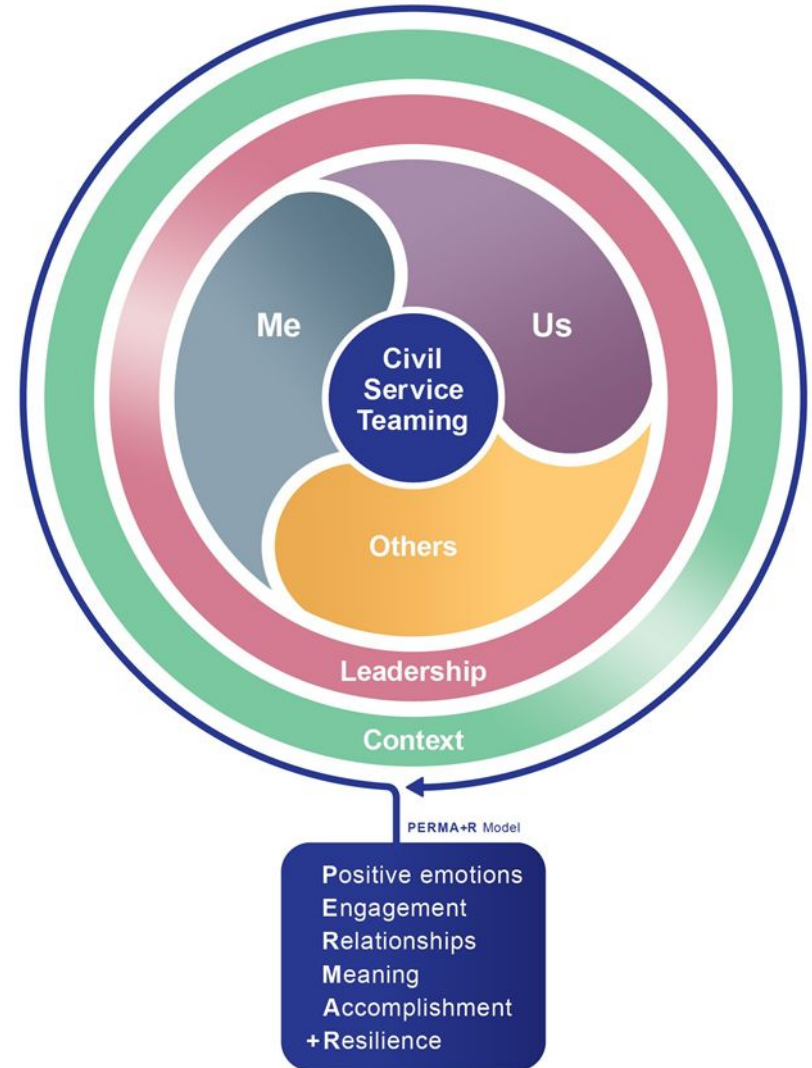 Me
Us
Civil
Service
Teaming
Others
Leadership
Context
PERMA+R Model
Positive emotions
Engagement
Relationships
Meaning
Accomplishment
+Resilience